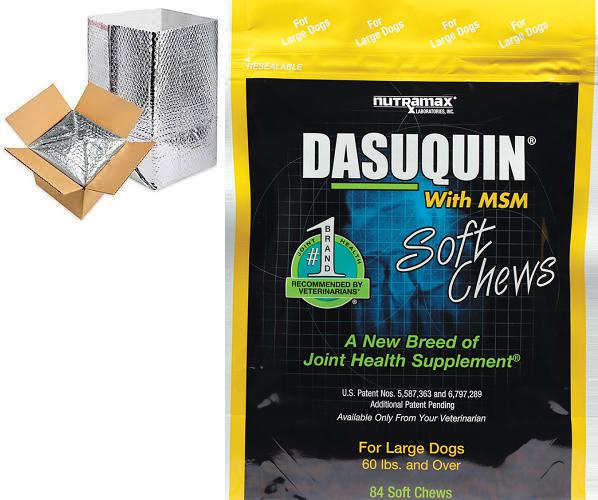 For Large Dogs
For Large Dogs
For Large Dogs
For Large Dogs
RESEALABLE
NUTRAMAX®
LABORATORIES, INC.
DASUQUIN®
With MSM
Soft Chews
#1 BRAND
JOINT HEALTH
RECOMMENDED BY
VETERINARIANS*
®
A New Breed of
Joint Health Supplement®
U.S. Patent Nos. 5,587,363 and 6,797,289
Additional Patent Pending
Available Only From Your Veterinarian
For Large Dogs
60 lbs. and Over
84 Soft Chews